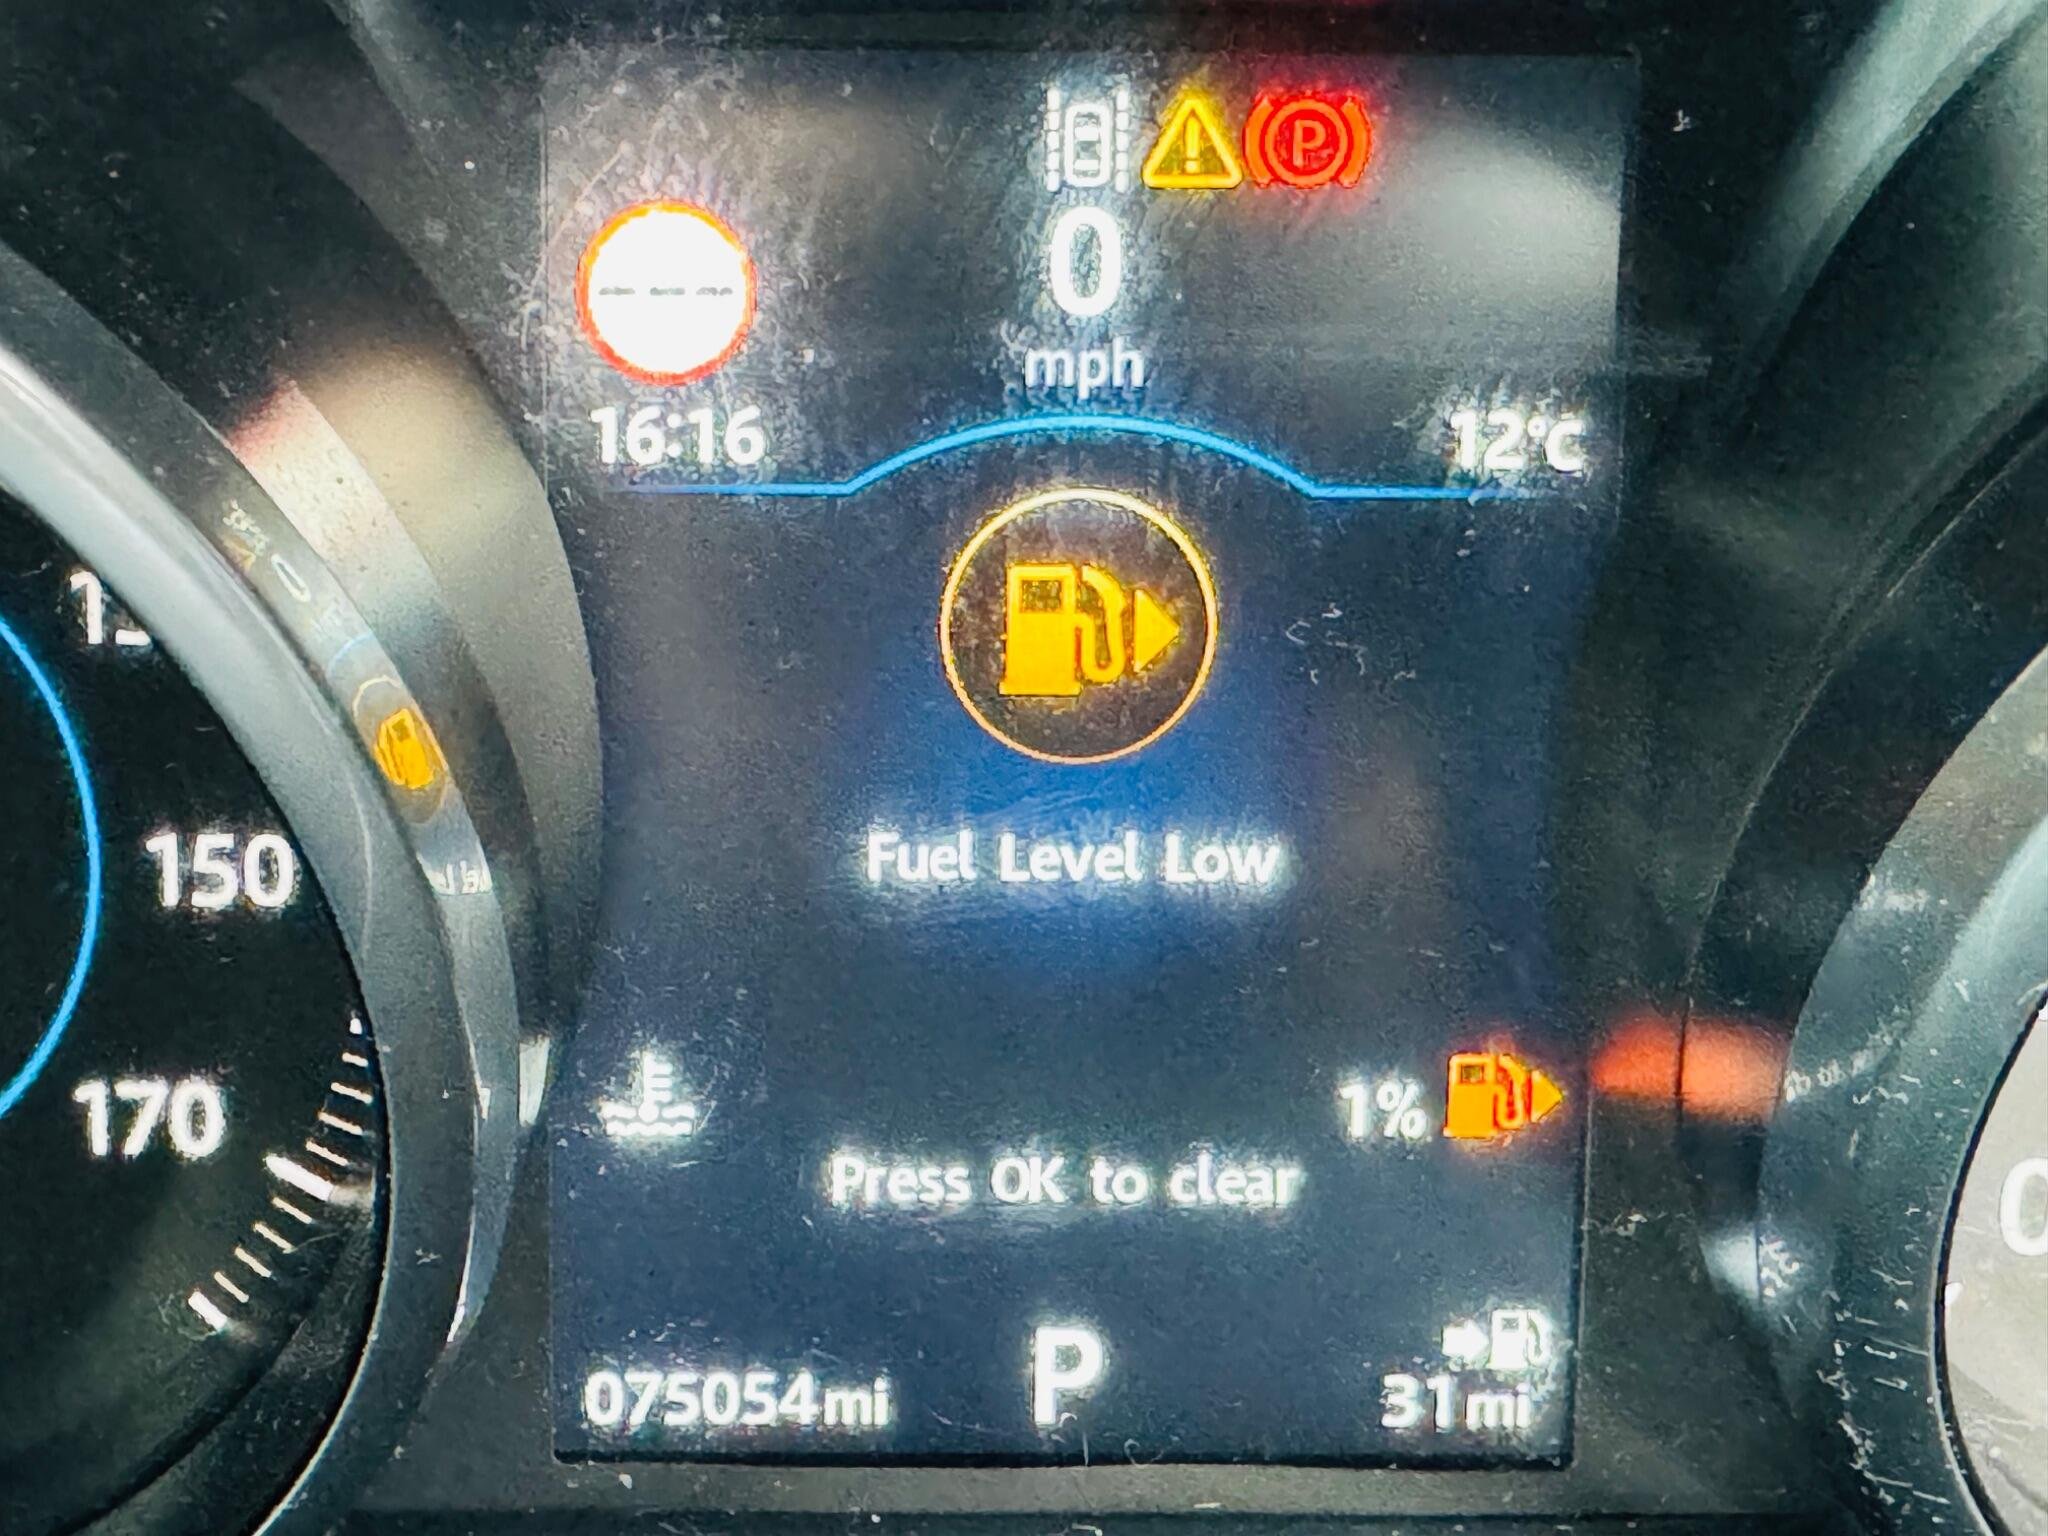 P
0
mph
16:16
12°C
150
Fuel Level Low
1%
170
Press OK to clear
P
075054mi
31mi